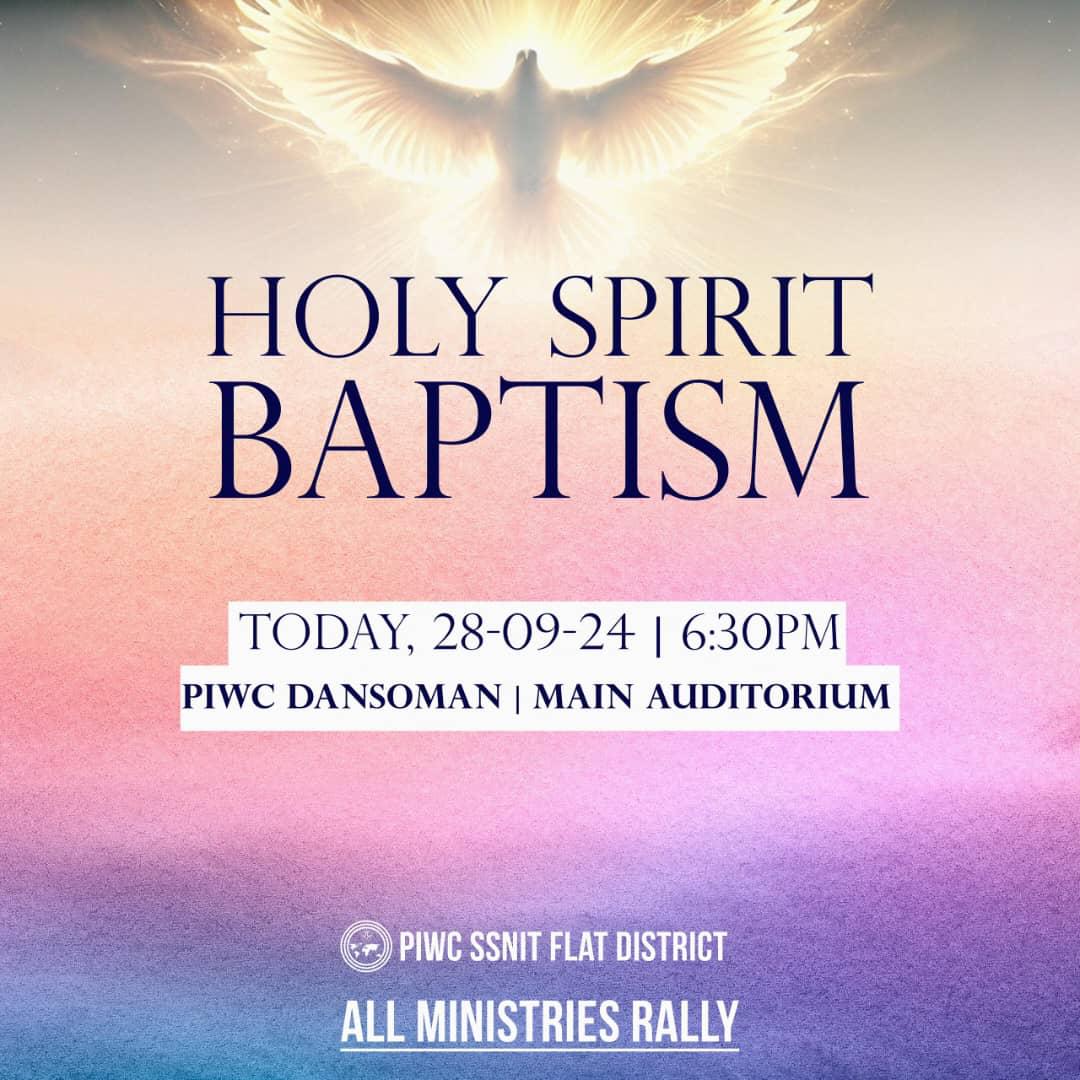 HOLY SPIRIT
BAPTISM
TODAY, 28-09-24 | 6:30PM
PIWC DANSOMAN | MAIN AUDITORIUM
PIWC SSNIT FLAT DISTRICT
ALL MINISTRIES RALLY